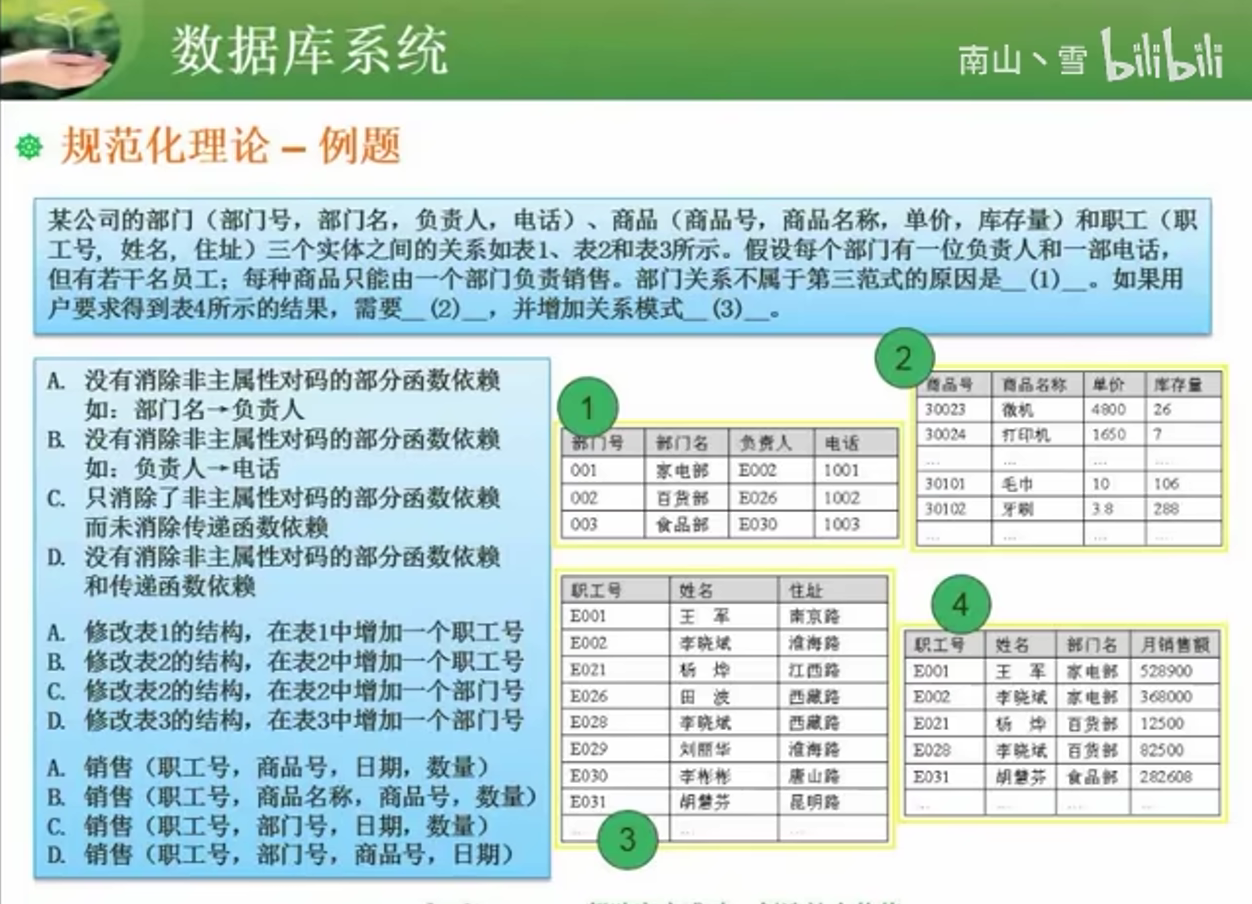 数据库系统
南山丶雪 bilibili
规范化理论 – 例题
某公司的部门（部门号，部门名，负责人，电话）、商品（商品号，商品名称，单价，库存量）和职工（职
工号，姓名，住址）三个实体之间的关系如表1、表2和表3所示。假设每个部门有一位负责人和一部电话，
但有若干名员工；每种商品只能由一个部门负责销售。部门关系不属于第三范式的原因是__(1)__。如果用
户要求得到表4所示的结果，需要__(2)__，并增加关系模式__(3)__。
A. 没有消除非主属性对码的部分函数依赖
如：部门名→负责人
B. 没有消除非主属性对码的部分函数依赖
如：负责人→电话
C. 只消除了非主属性对码的部分函数依赖
而未消除传递函数依赖
D. 没有消除非主属性对码的部分函数依赖
和传递函数依赖
A. 修改表1的结构，在表1中增加一个职工号
B. 修改表2的结构，在表2中增加一个职工号
C. 修改表2的结构，在表2中增加一个部门号
D. 修改表3的结构，在表3中增加一个部门号
A. 销售（职工号，商品号，日期，数量）
B. 销售（职工号，商品名称，商品号，数量）
C. 销售（职工号，部门号，日期，数量）
D. 销售（职工号，部门号，商品号，日期）
1
部门号 部门名 负责人 电话
001 家电部 E002 1001
002 百货部 E026 1002
003 食品部 E030 1003
2
商品号 商品名称 单价 库存量
30023 微机 4800 26
30024 打印机 1650 7
... ... ... ...
30101 毛巾 10 106
30102 牙刷 3.8 288
... ... ... ...
职工号 姓名 住址
E001 王 军 南京路
E002 李晓斌 淮海路
E021 杨 烨 江西路
E026 田 波 西藏路
E028 李晓斌 西藏路
E029 刘丽华 淮海路
E030 李彬彬 唐山路
E031 胡慧芬 昆明路
... ... ...
3
4
职工号 姓名 部门名 月销售额
E001 王 军 家电部 528900
E002 李晓斌 家电部 368000
E021 杨 烨 百货部 12500
E028 李晓斌 百货部 82500
E031 胡慧芬 食品部 282608
... ... ... ...